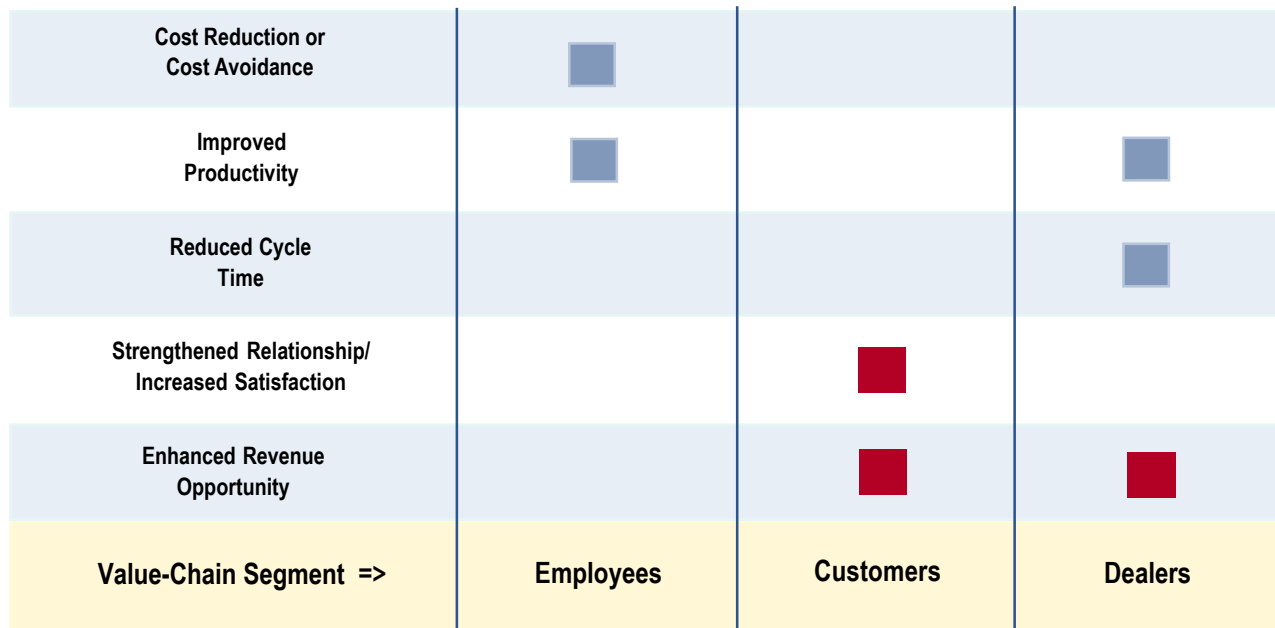 Cost Reduction or
Cost Avoidance
Improved
Productivity
Reduced Cycle
Time
Strengthened Relationship/
Increased Satisfaction
Enhanced Revenue
Opportunity
Value-Chain Segment => Employees Customers Dealers